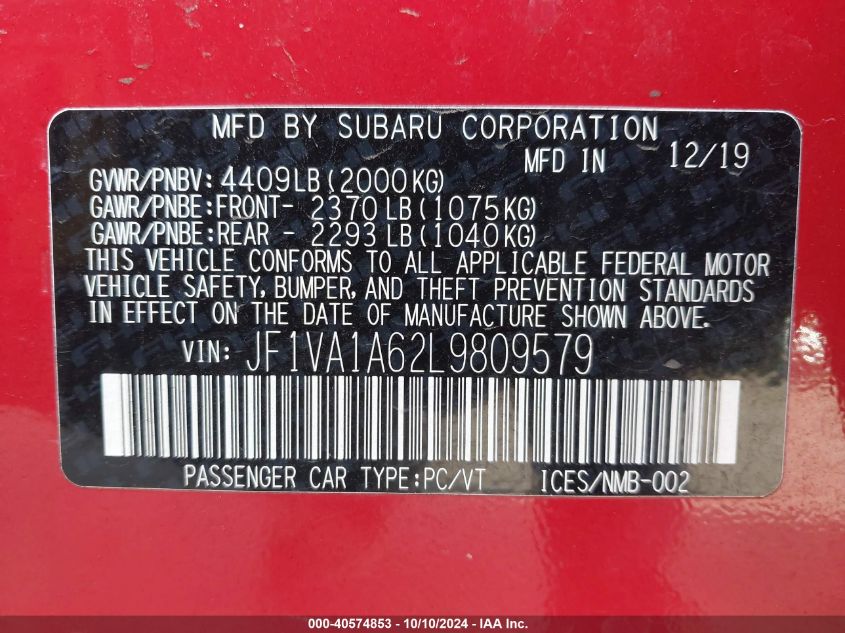 MFD BY SUBARU CORPORATION
MFD IN 12/19
GVWR/PNBV: 4409LB(2000KG)
GAWR/PNBE:FRONT- 2370 LB(1075KG)
GAWR/PNBE:REAR - 2293 LB(1040KG)
THIS VEHICLE CONFORMS TO ALL APPLICABLE FEDERAL MOTOR
VEHICLE SAFETY, BUMPER, AND THEFT PREVENTION STANDARDS
IN EFFECT ON THE DATE OF MANUFACTURE SHOWN ABOVE.
VIN: JF1VA1A62L9809579
PASSENGER CAR TYPE:PC/VT ICES/NMB-002
000-40574853 - 10/10/2024 - IAA Inc.